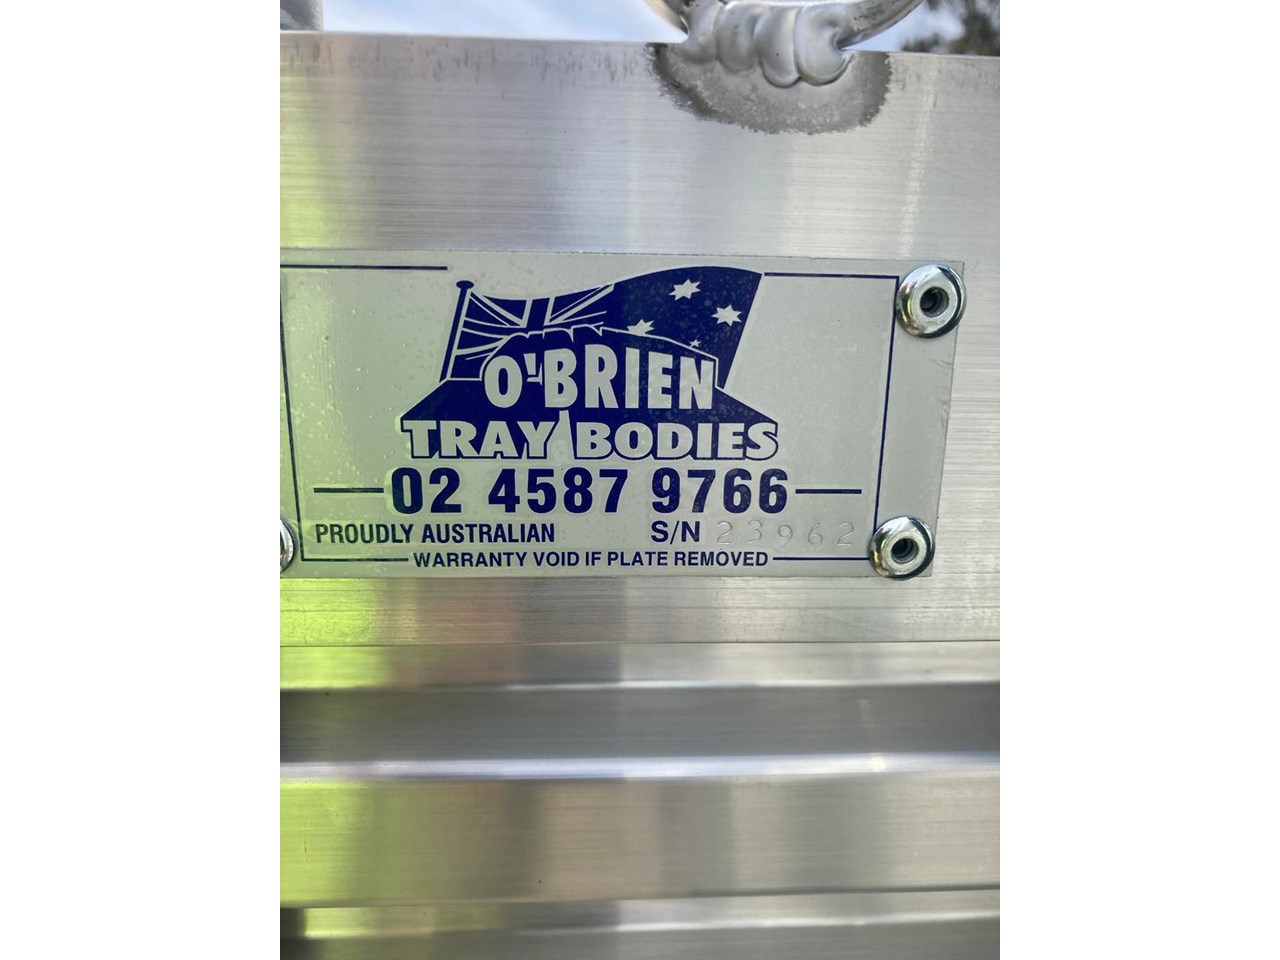 O'BRIEN
TRAY BODIES
02 4587 9766
PROUDLY AUSTRALIAN S/N 23962
WARRANTY VOID IF PLATE REMOVED